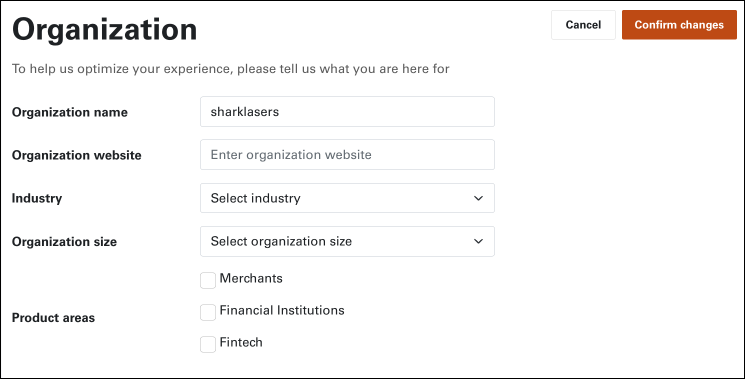 Organization
Cancel
Confirm changes
To help us optimize your experience, please tell us what you are here for
Organization name
sharklasers
Organization website
Enter organization website
Industry
Select industry
Organization size
Select organization size
Product areas
Merchants
Financial Institutions
Fintech